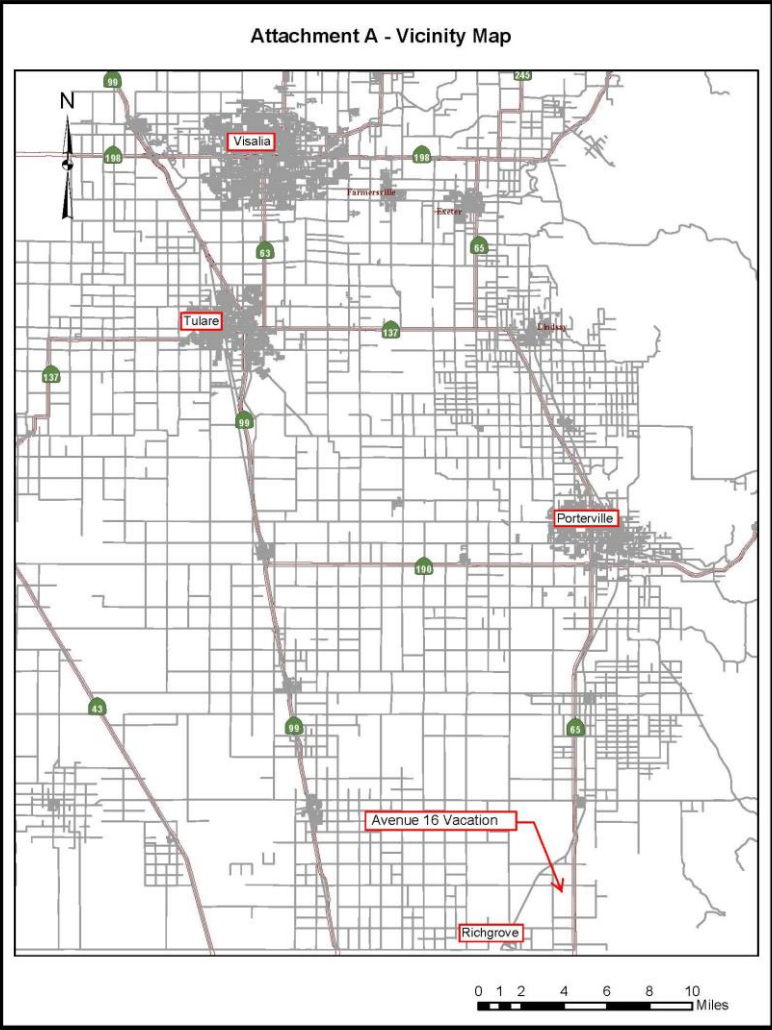 Attachment A - Vicinity Map
99
245
N
Visalia
198
198
Farmersville
Exeter
63
65
Tulare
137
Lindsay
137
99
Porterville
190
43
99
65
Avenue 16 Vacation
Richgrove
0 1 2 4 6 8 10
Miles